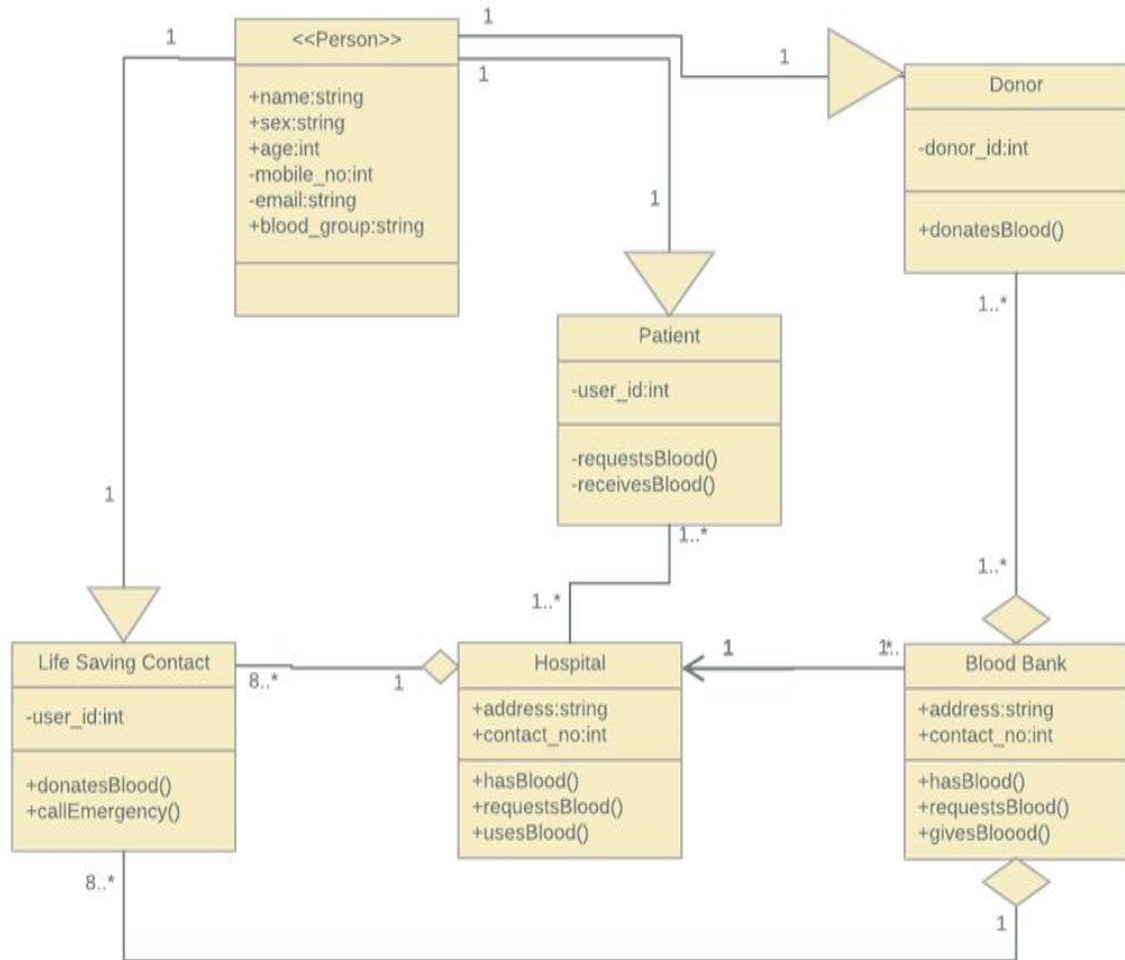 1
1
<<Person>>
1
1
+name:string
+sex:string
+age:int
-mobile_no:int
-email:string
+blood_group:string
Donor
-donor_id:int
+donatesBlood()
1
1..*
Patient
-user_id:int
-requestsBlood()
-receivesBlood()
1..*
1
1..*
1..*
Life Saving Contact
-user_id:int
+donatesBlood()
+callEmergency()
8..*
1
Hospital
+address:string
+contact_no:int
+hasBlood()
+requestsBlood()
+usesBlood()
1
1..*
Blood Bank
+address:string
+contact_no:int
+hasBlood()
+requestsBlood()
+givesBloood()
8..*
1